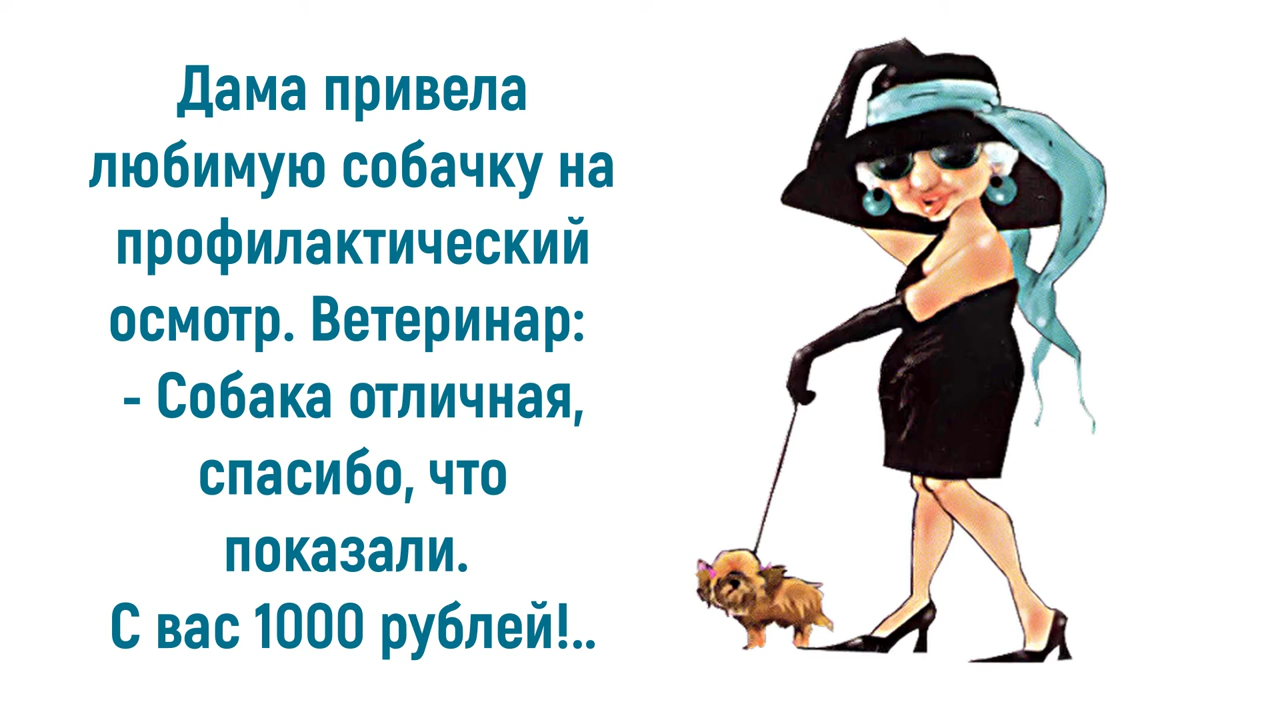 Дама привела
любимую собачку на
профилактический
осмотр. Ветеринар:
- Собака отличная,
спасибо, что
показали.
С вас 1000 рублей!..